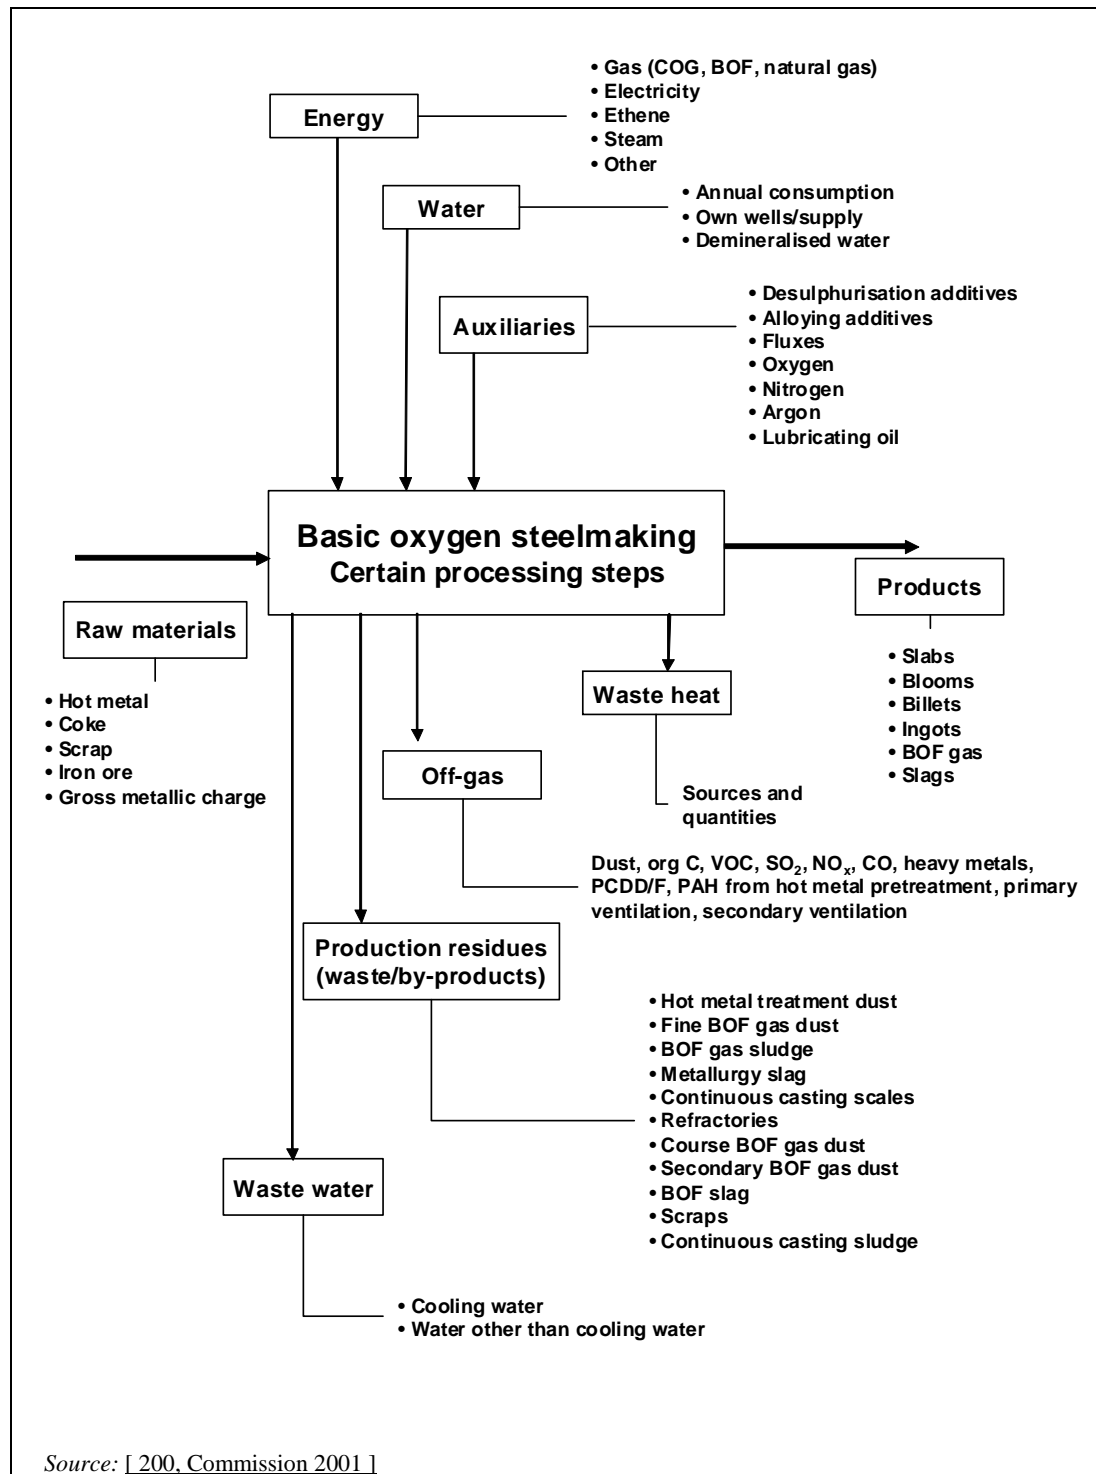 • Gas (COG, BOF, natural gas)
• Electricity
• Ethene
• Steam
• Other
Energy
Water
• Annual consumption
• Own wells/supply
• Demineralised water
Auxiliaries
• Desulphurisation additives
• Alloying additives
• Fluxes
• Oxygen
• Nitrogen
• Argon
• Lubricating oil
Basic oxygen steelmaking
Certain processing steps
Raw materials
• Hot metal
• Coke
• Scrap
• Iron ore
• Gross metallic charge
Products
• Slabs
• Blooms
• Billets
• Ingots
• BOF gas
• Slags
Waste heat
Sources and
quantities
Off-gas
Dust, org C, VOC, SO₂, NOₓ, CO, heavy metals,
PCDD/F, PAH from hot metal pretreatment, primary
ventilation, secondary ventilation
Production residues
(waste/by-products)
• Hot metal treatment dust
• Fine BOF gas dust
• BOF gas sludge
• Metallurgy slag
• Continuous casting scales
• Refractories
• Course BOF gas dust
• Secondary BOF gas dust
• BOF slag
• Scraps
• Continuous casting sludge
Waste water
• Cooling water
• Water other than cooling water
Source: [ 200, Commission 2001 ]